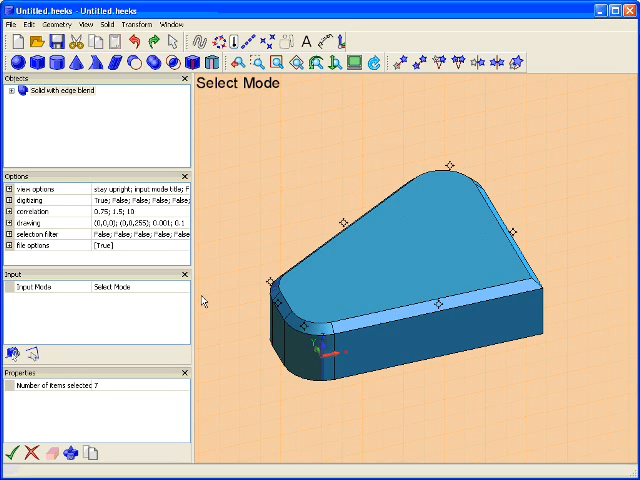 Untitled.heeks - Untitled.heeks
File Edit Geometry View Solid Transform Window
Select Mode
Objects
Solid with edge blend
Options
view options stay upright; input mode title; F
digitizing True; False; False; False; False;
correlation 0.75; 1.5; 10
drawing (0;0;0); (0;0;255); 0.001; 0.1
selection filter False; False; False; False; False;
file options [True]
Input
Input Mode Select Mode
Properties
Number of items selected 7